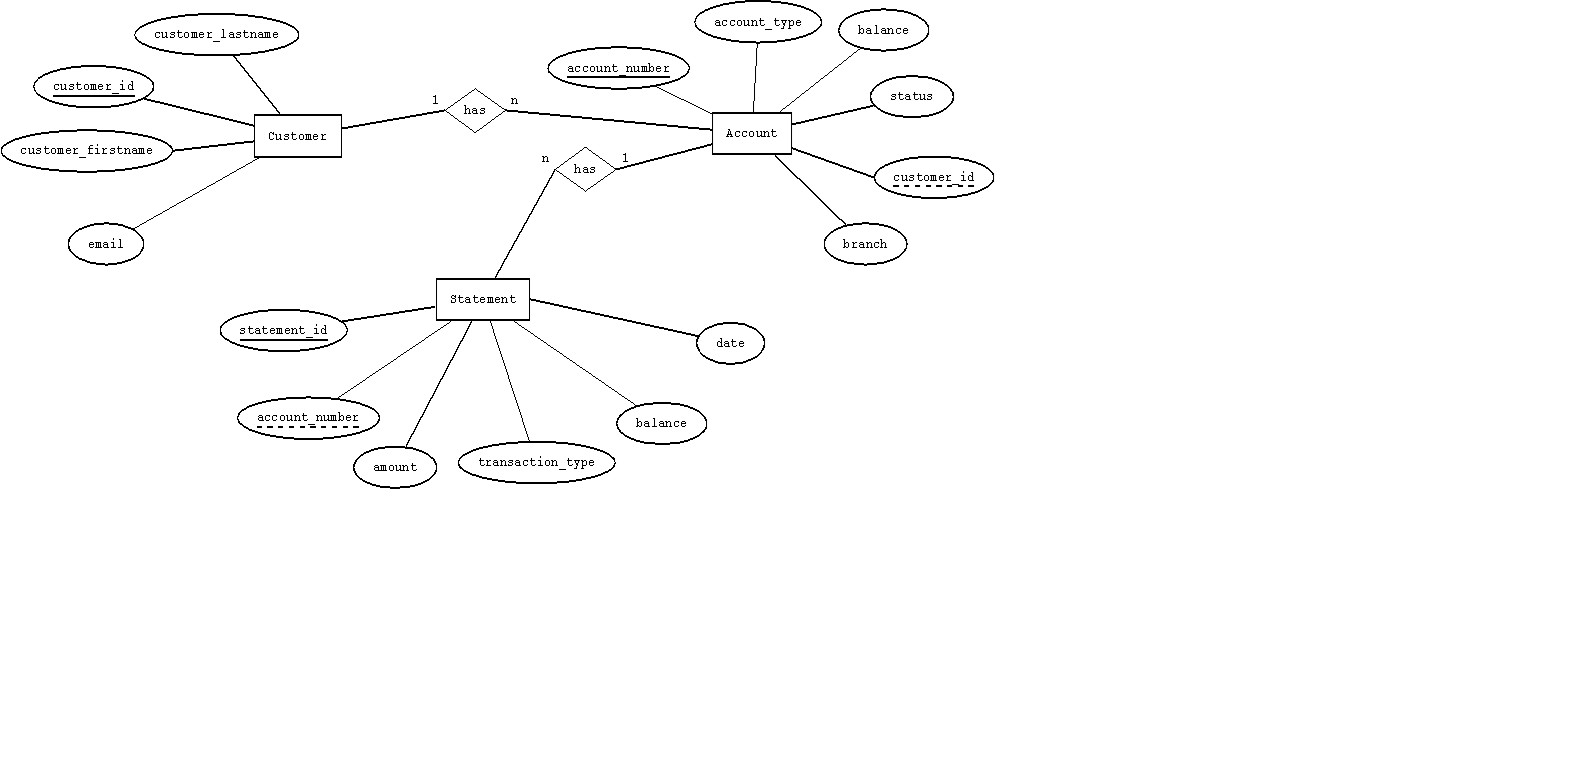 account_type
balance
customer_lastname
account_number
customer_id
status
1
has
n
Customer
Account
customer_firstname
n
has
1
customer_id
email
branch
Statement
statement_id
date
account_number
balance
amount
transaction_type